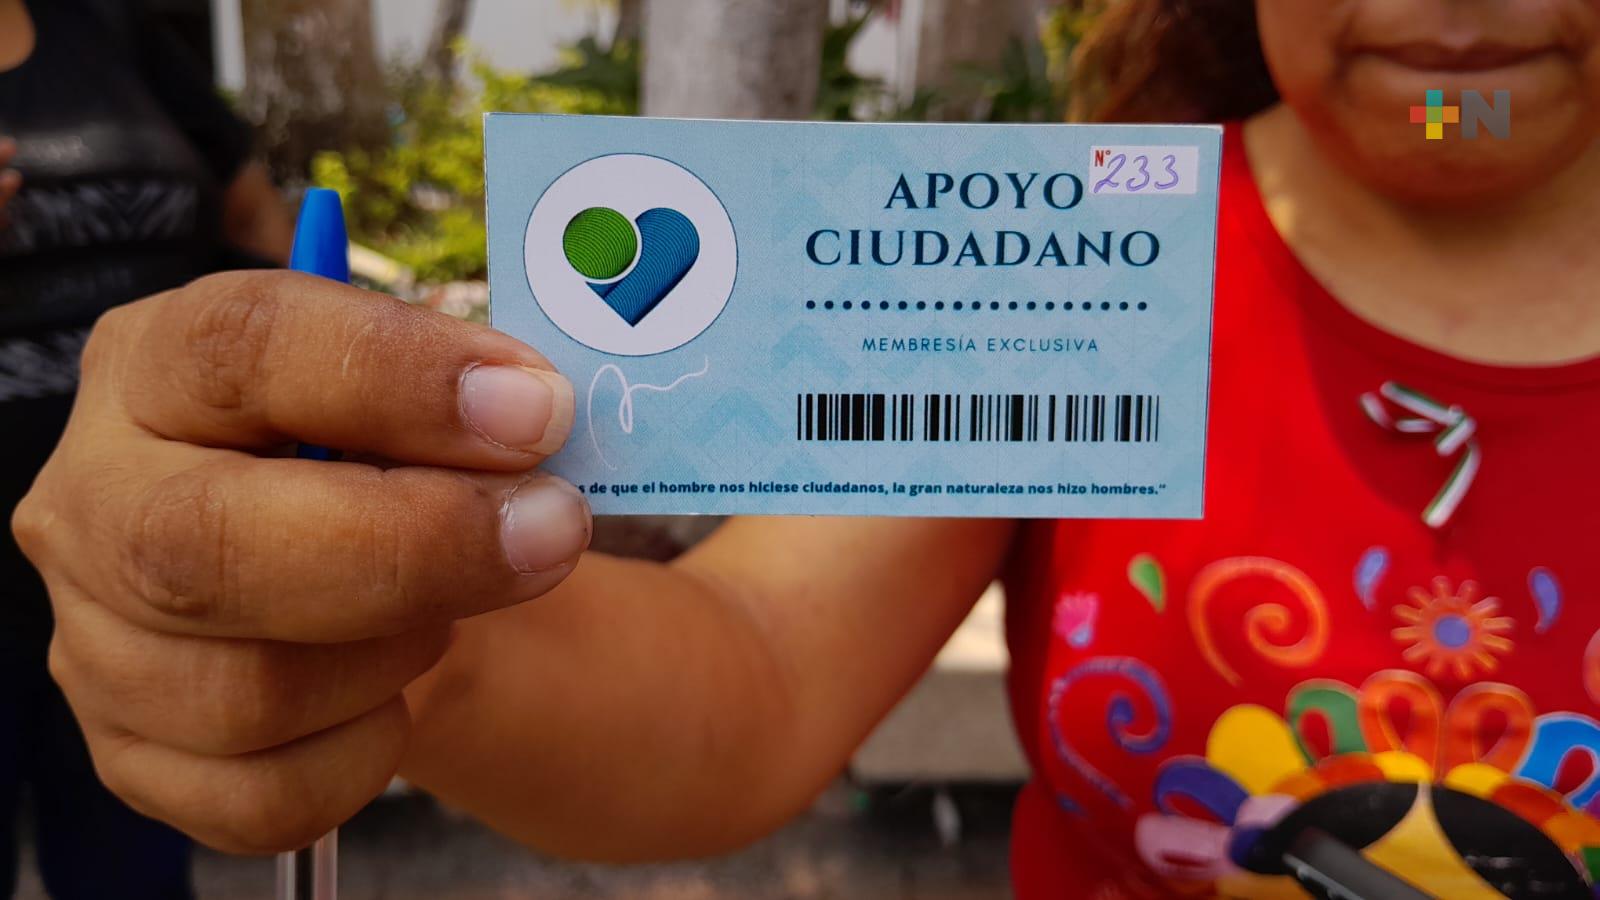 +N
N° 233
APOYO
CIUDADANO
MEMBRESÍA EXCLUSIVA
de que el hombre nos hiciese ciudadanos, la gran naturaleza nos hizo hombres."